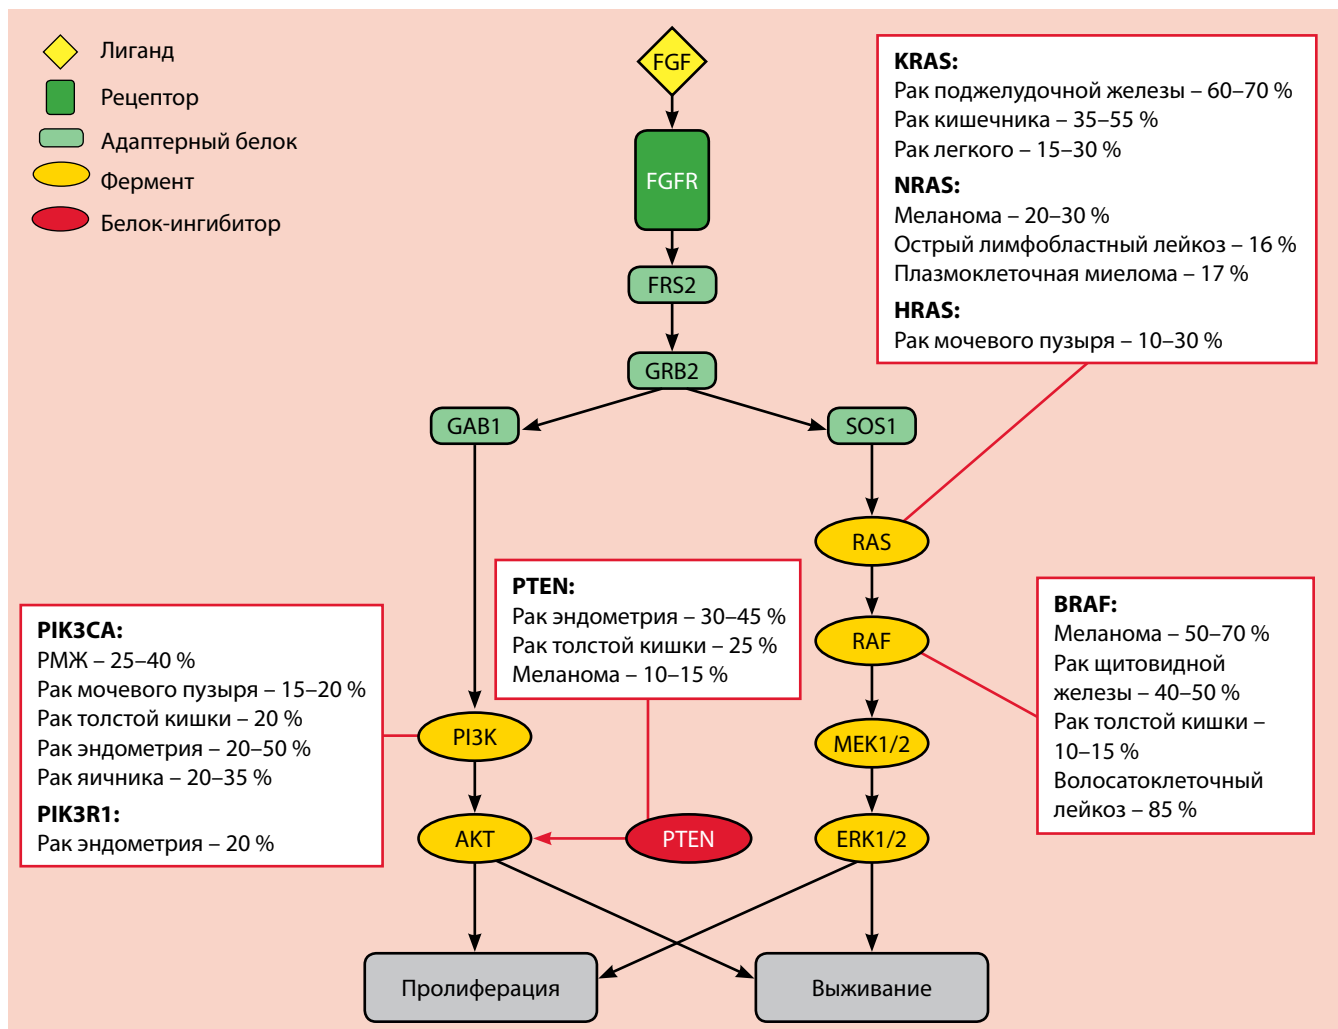 Лиганд
Рецептор
Адаптерный белок
Фермент
Белок-ингибитор
FGF
FGFR
FRS2
GRB2
GAB1
SOS1
KRAS:
Рак поджелудочной железы – 60–70 %
Рак кишечника – 35–55 %
Рак легкого – 15–30 %
NRAS:
Меланома – 20–30 %
Острый лимфобластный лейкоз – 16 %
Плазмоклеточная миелома – 17 %
HRAS:
Рак мочевого пузыря – 10–30 %
RAS
RAF
MEK1/2
ERK1/2
PTEN:
Рак эндометрия – 30–45 %
Рак толстой кишки – 25 %
Меланома – 10–15 %
BRAF:
Меланома – 50–70 %
Рак щитовидной
железы – 40–50 %
Рак толстой кишки –
10–15 %
Волосатоклеточный
лейкоз – 85 %
PIK3CA:
РМЖ – 25–40 %
Рак мочевого пузыря – 15–20 %
Рак толстой кишки – 20 %
Рак эндометрия – 20–50 %
Рак яичника – 20–35 %
PIK3R1:
Рак эндометрия – 20 %
PI3K
AKT
PTEN
Пролиферация
Выживание